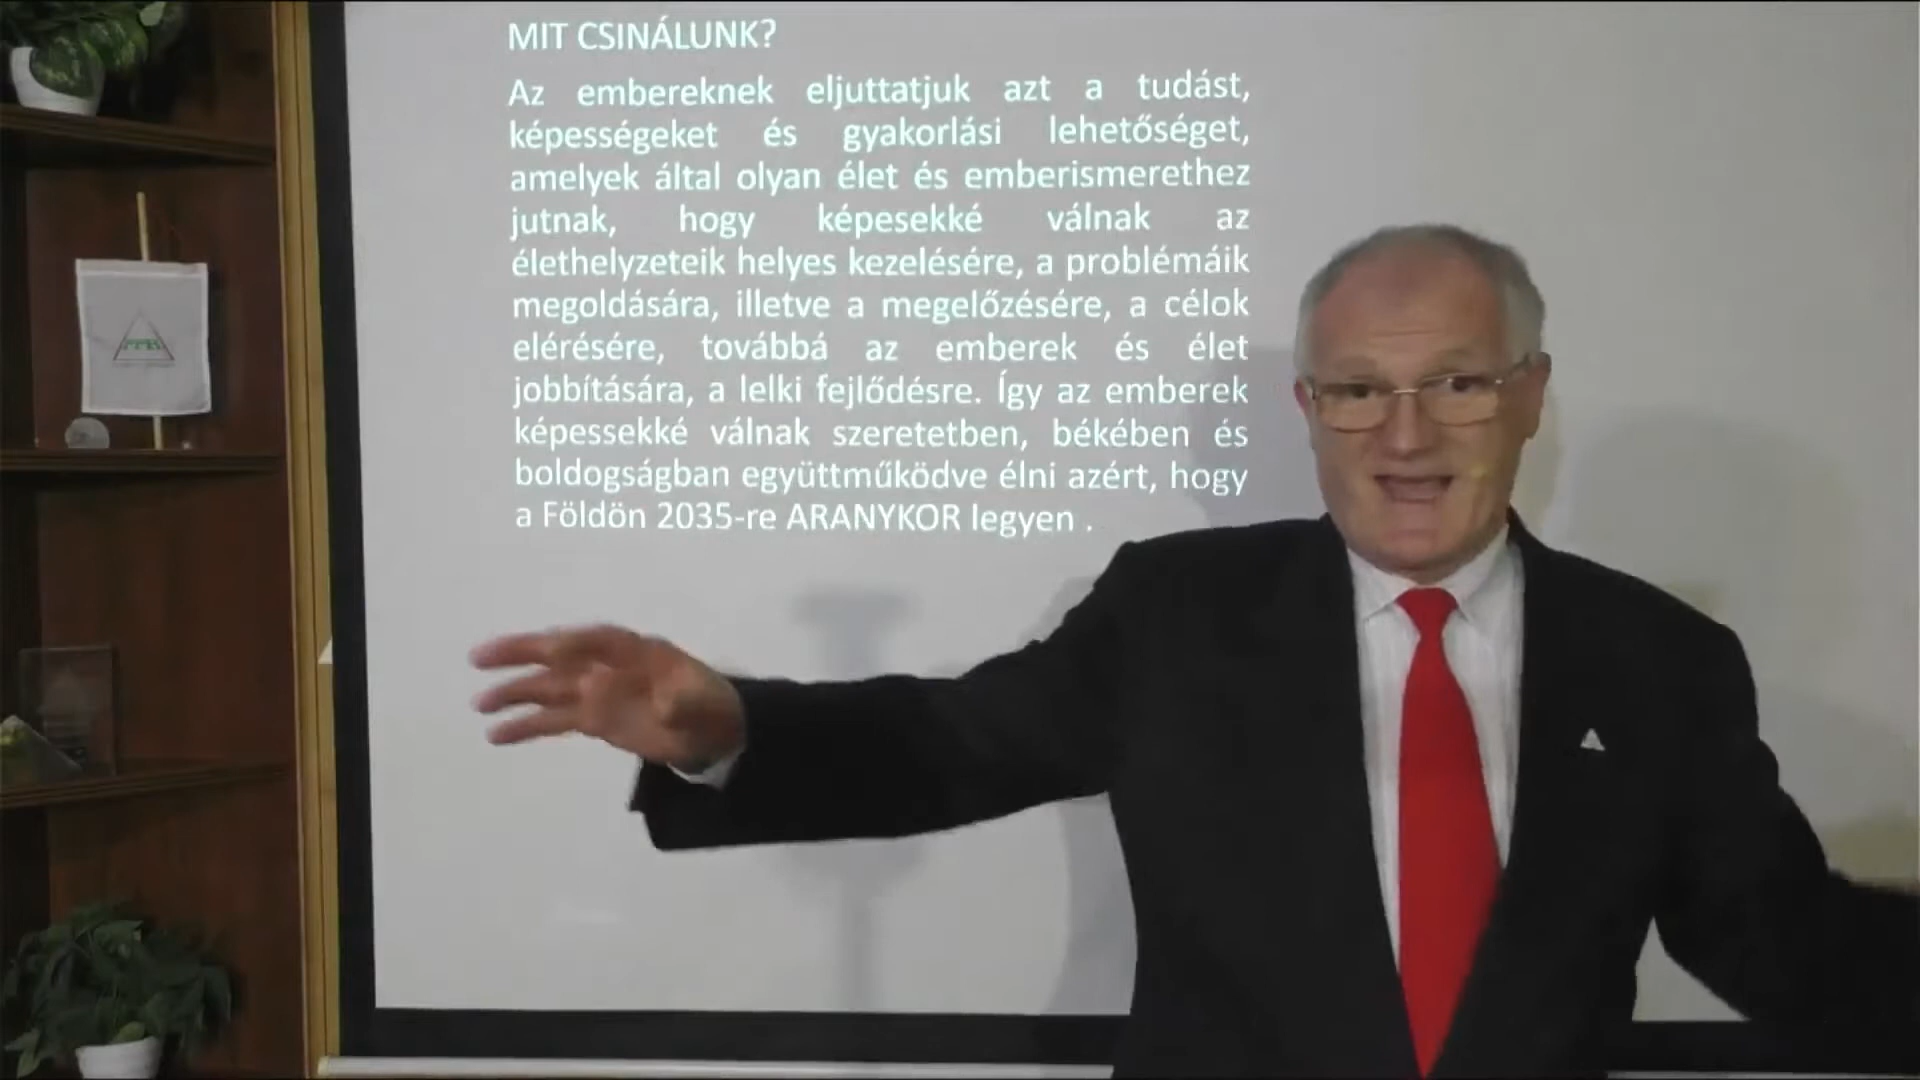 MIT CSINÁLUNK?
Az embereknek eljuttatjuk azt a tudást,
képességeket és gyakorlási lehetőséget,
amelyek által olyan élet és emberismerethez
jutnak, hogy képesekké válnak az
élethelyzeteik helyes kezelésére, a problémáik
megoldására, illetve a megelőzésére, a célok
elérésére, továbbá az emberek és élet
jobbítására, a lelki fejlődésre. Így az emberek
képessekké válnak szeretetben, békében és
boldogságban együttműködve élni azért, hogy
a Földön 2035-re ARANYKOR legyen .